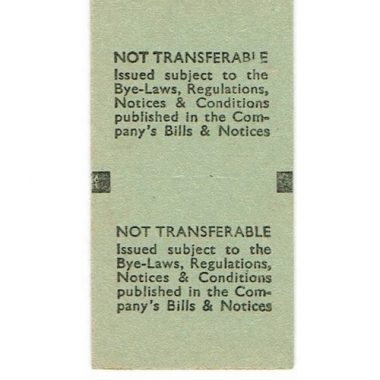 NOT TRANSFERABLE
Issued subject to the
Bye-Laws, Regulations,
Notices & Conditions
published in the Com-
pany's Bills & Notices
NOT TRANSFERABLE
Issued subject to the
Bye-Laws, Regulations,
Notices & Conditions
published in the Com-
pany's Bills & Notices